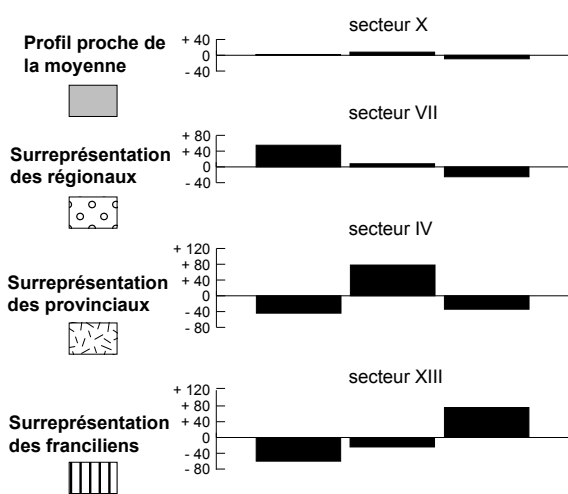 secteur X
Profil proche de
la moyenne
+ 40
0
- 40
secteur VII
Surreprésentation
des régionaux
+ 80
+ 40
0
- 40
secteur IV
Surreprésentation
des provinciaux
+ 120
+ 80
+ 40
0
- 40
- 80
secteur XIII
Surreprésentation
des franciliens
+ 120
+ 80
+ 40
0
- 40
- 80